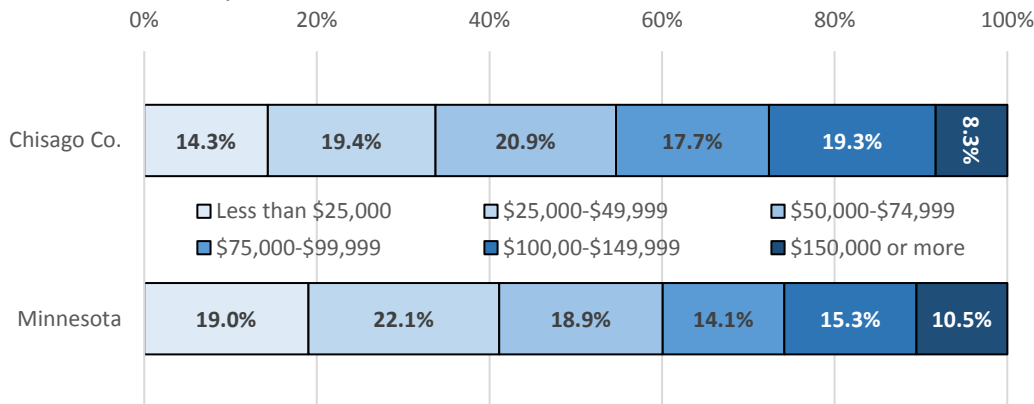 0% 20% 40% 60% 80% 100%
Chisago Co. 14.3% 19.4% 20.9% 17.7% 19.3% 8.3%
Less than $25,000 $25,000-$49,999 $50,000-$74,999
$75,000-$99,999 $100,00-$149,999 $150,000 or more
Minnesota 19.0% 22.1% 18.9% 14.1% 15.3% 10.5%